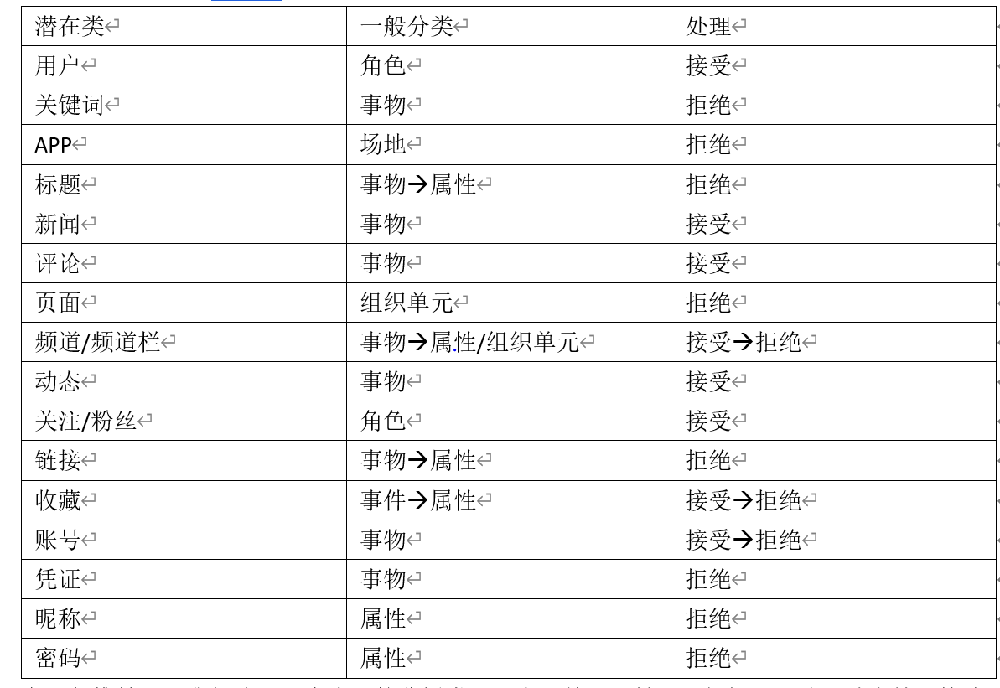 潜在类 一般分类 处理
用户 角色 接受
关键词 事物 拒绝
APP 场地 拒绝
标题 事物→属性 拒绝
新闻 事物 接受
评论 事物 接受
页面 组织单元 拒绝
频道/频道栏 事物→属性/组织单元 接受→拒绝
动态 事物 接受
关注/粉丝 角色 接受
链接 事物→属性 拒绝
收藏 事件→属性 接受→拒绝
账号 事物 接受→拒绝
凭证 事物 拒绝
昵称 属性 拒绝
密码 属性 拒绝